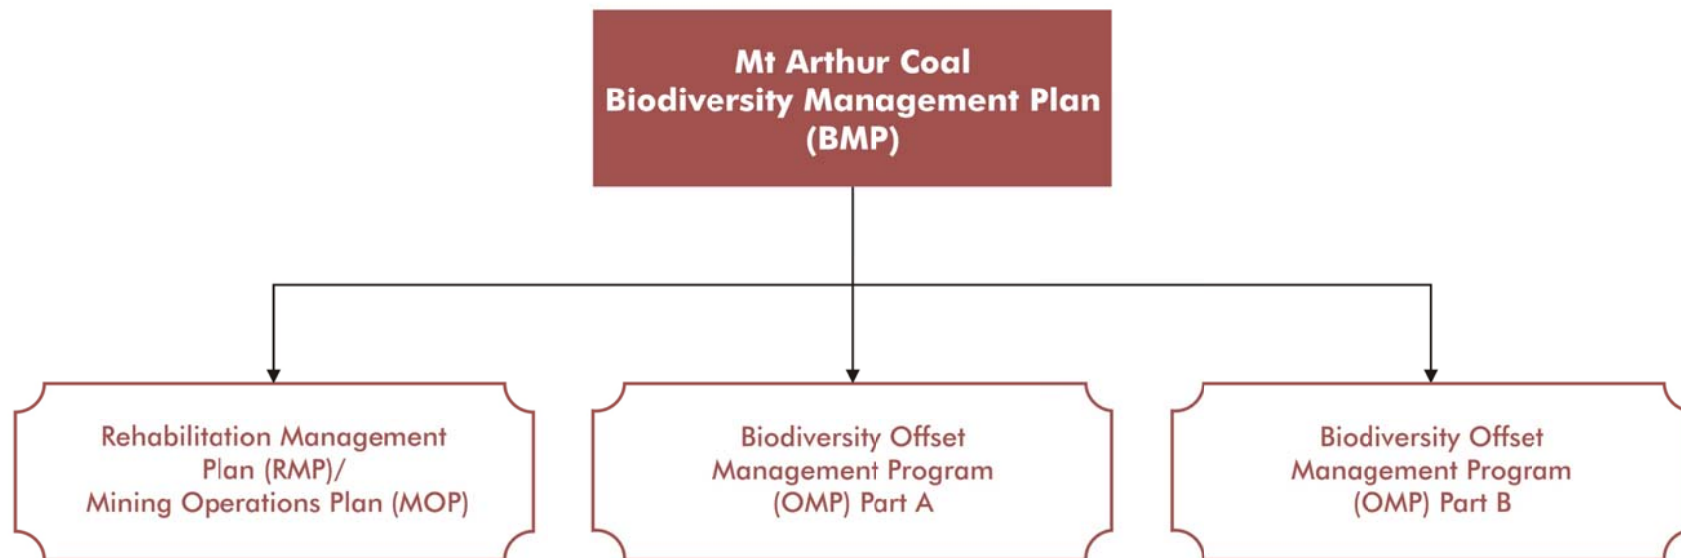 Mt Arthur Coal
Biodiversity Management Plan
(BMP)
Rehabilitation Management
Plan (RMP)/
Mining Operations Plan (MOP)
Biodiversity Offset
Management Program
(OMP) Part A
Biodiversity Offset
Management Program
(OMP) Part B